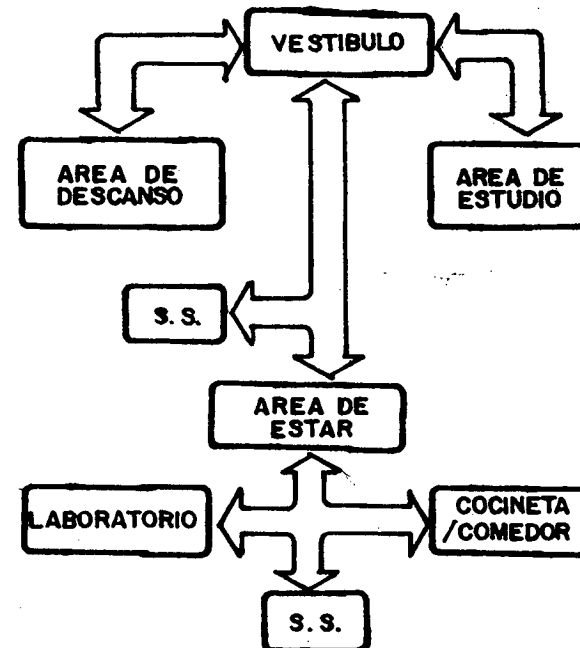 VESTIBULO
AREA DE
DESCANSO
AREA DE
ESTUDIO
S. S.
AREA DE
ESTAR
LABORATORIO
COCINETA
/COMEDOR
S. S.